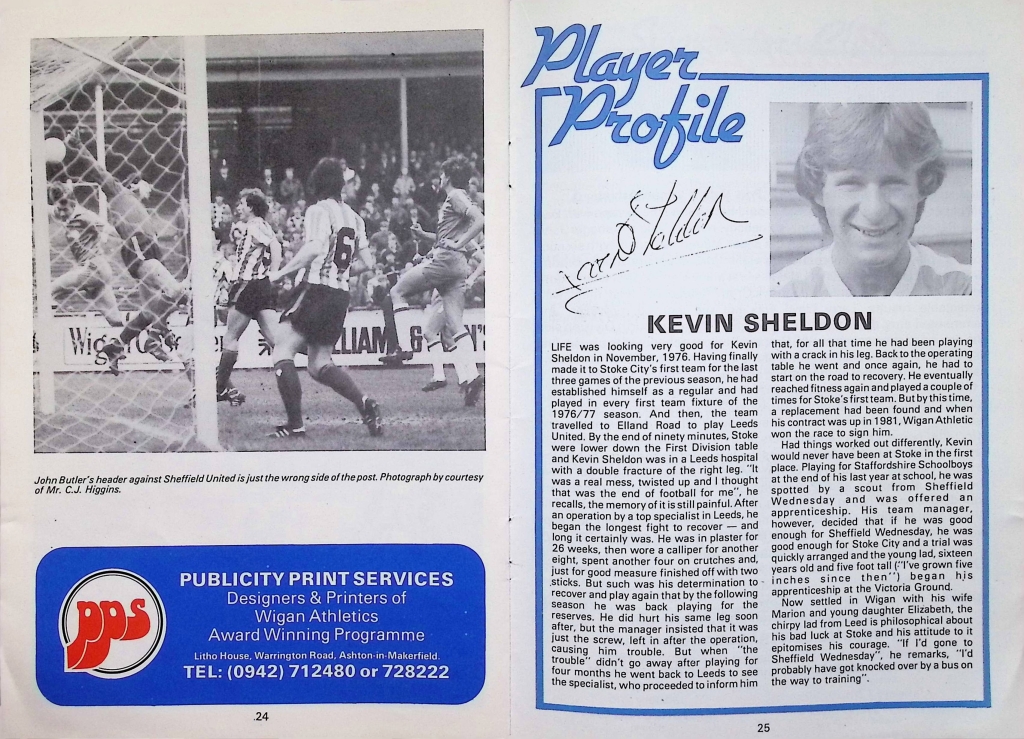 6
Wig
LIAM
&
N'S
John Butler's header against Sheffield United is just the wrong side of the post. Photograph by courtesy
of Mr. C.J. Higgins.
pps
PUBLICITY PRINT SERVICES
Designers & Printers of
Wigan Athletics
Award Winning Programme
Litho House, Warrington Road, Ashton-in-Makerfield.
TEL: (0942) 712480 or 728222
24
Player
Profile
KEVIN SHELDON
LIFE was looking very good for Kevin
Sheldon in November, 1976. Having finally
made it to Stoke City's first team for the last
three games of the previous season, he had
established himself as a regular and had
played in every first team fixture of the
1976/77 season. And then, the team
travelled to Elland Road to play Leeds
United. By the end of ninety minutes, Stoke
were lower down the First Division table
and Kevin Sheldon was in a Leeds hospital
with a double fracture of the right leg. "It
was a real mess, twisted up and I thought
that was the end of football for me", he
recalls, the memory of it is still painful. After
an operation by a top specialist in Leeds, he
began the longest fight to recover — and
long it certainly was. He was in plaster for
26 weeks, then wore a calliper for another
eight, spent another four on crutches and,
just for good measure finished off with two
sticks. But such was his determination to
recover and play again that by the following
season he was back playing for the
reserves. He did hurt his same leg soon
after, but the manager insisted that it was
just the screw, left in after the operation,
causing him trouble. But when "the
trouble" didn't go away after playing for
four months he went back to Leeds to see
the specialist, who proceeded to inform him
that, for all that time he had been playing
with a crack in his leg. Back to the operating
table he went and once again, he had to
start on the road to recovery. He eventually
reached fitness again and played a couple of
times for Stoke's first team. But by this time,
a replacement had been found and when
his contract was up in 1981, Wigan Athletic
won the race to sign him.
Had things worked out differently, Kevin
would never have been at Stoke in the first
place. Playing for Staffordshire Schoolboys
at the end of his last year at school, he was
spotted by a scout from Sheffield
Wednesday and was offered an
apprenticeship. His team manager,
however, decided that if he was good
enough for Sheffield Wednesday, he was
good enough for Stoke City and a trial was
quickly arranged and the young lad, sixteen
years old and five foot tall ("I've grown five
inches since then") began his
apprenticeship at the Victoria Ground.
Now settled in Wigan with his wife
Marion and young daughter Elizabeth, the
chirpy lad from Leed is philosophical about
his bad luck at Stoke and his attitude to it
epitomises his courage. "If I'd gone to
Sheffield Wednesday", he remarks, "I'd
probably have got knocked over by a bus on
the way to training".
25